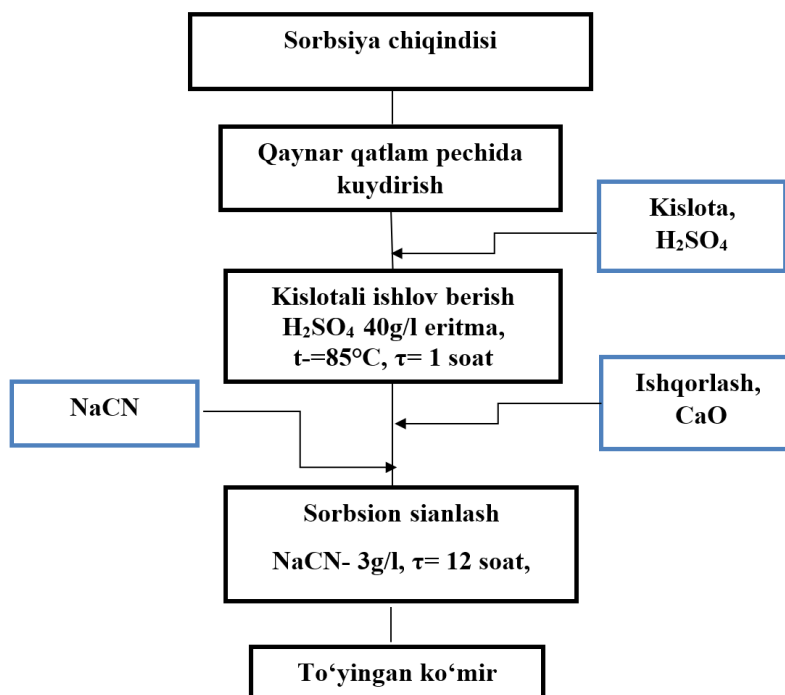 Sorbsiya chiqindisi
Qaynar qatlam pechida
kuydirish
Kislota,
H₂SO₄
Kislotali ishlov berish
H₂SO₄ 40g/l eritma,
t-=85°C, τ= 1 soat
NaCN
Ishqorlash,
CaO
Sorbsion sianlash
NaCN- 3g/l, τ= 12 soat,
To‘yingan ko‘mir